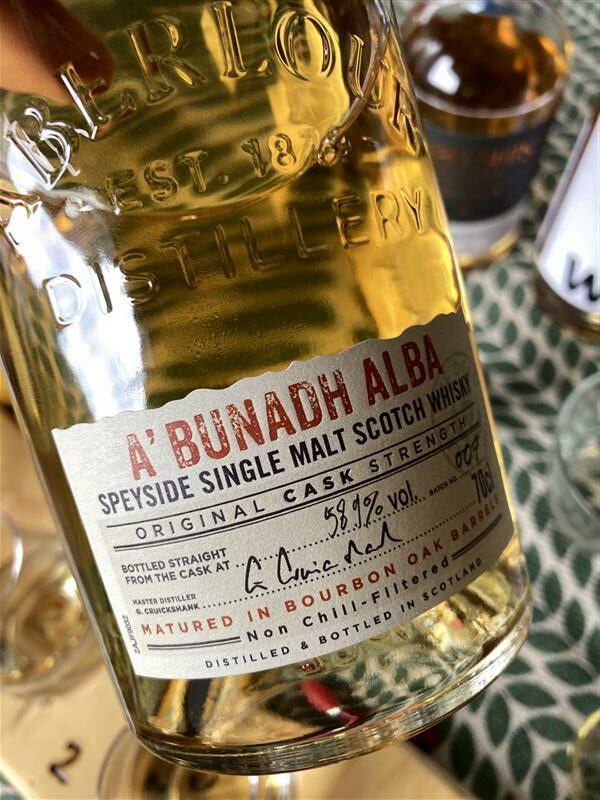 ABERLOUR
EST. 18
DISTILLERY
A'BUNADH ALBA
SPEYSIDE SINGLE MALT SCOTCH WHISKY
ORIGINAL CASK STRENGTH
BOTTLED STRAIGHT
FROM THE CASK AT 58.9% VOL. BATCH NO. 009 70cl
MASTER DISTILLER
G. CRUICKSHANK
MATURED IN BOURBON OAK BARRELS
Non Chill-Filtered
DISTILLED & BOTTLED IN SCOTLAND
2
W